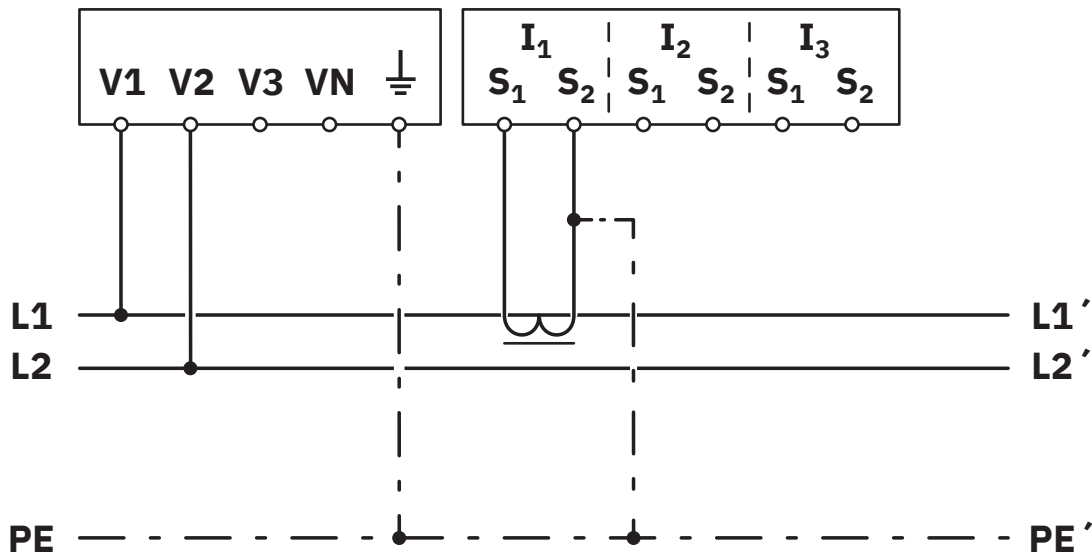 I₁ I₂ I₃
V1 V2 V3 VN S₁ S₂ S₁ S₂ S₁ S₂
L1 L1′
L2 L2′
PE PE′